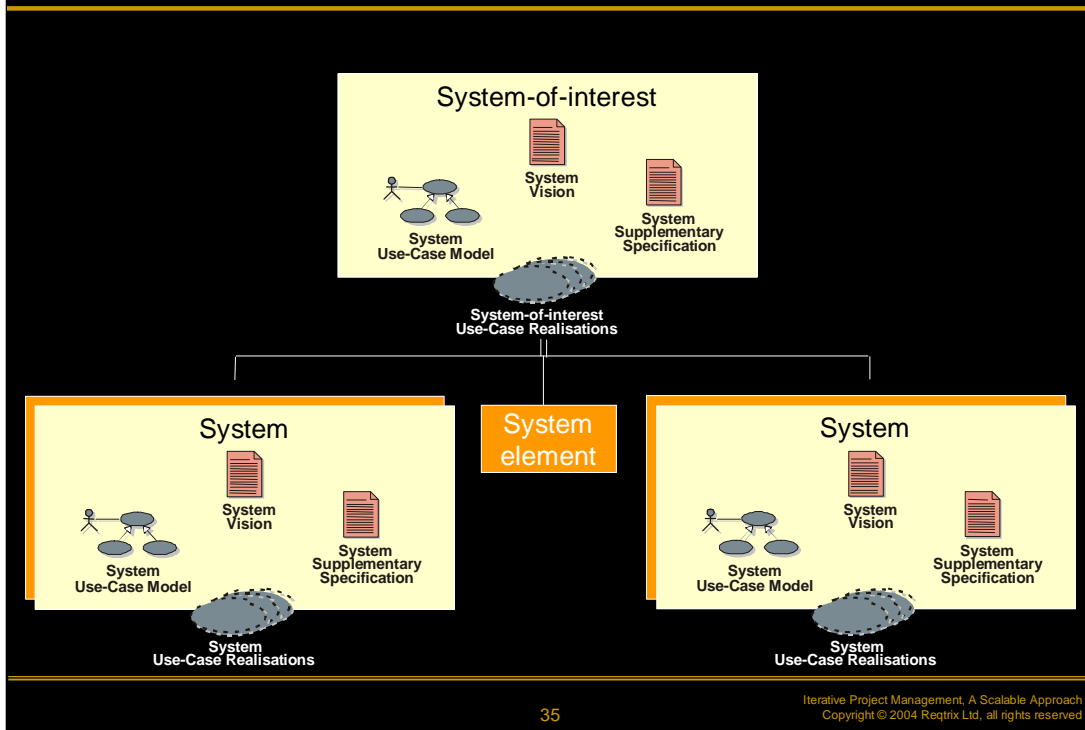 System-of-interest
System
Vision
System
Use-Case Model
System
Supplementary
Specification
System-of-interest
Use-Case Realisations
System
System
Vision
System
Use-Case Model
System
Supplementary
Specification
System
Use-Case Realisations
System
element
System
System
Vision
System
Use-Case Model
System
Supplementary
Specification
System
Use-Case Realisations
35
Iterative Project Management, A Scalable Approach
Copyright © 2004 Reqtrix Ltd, all rights reserved